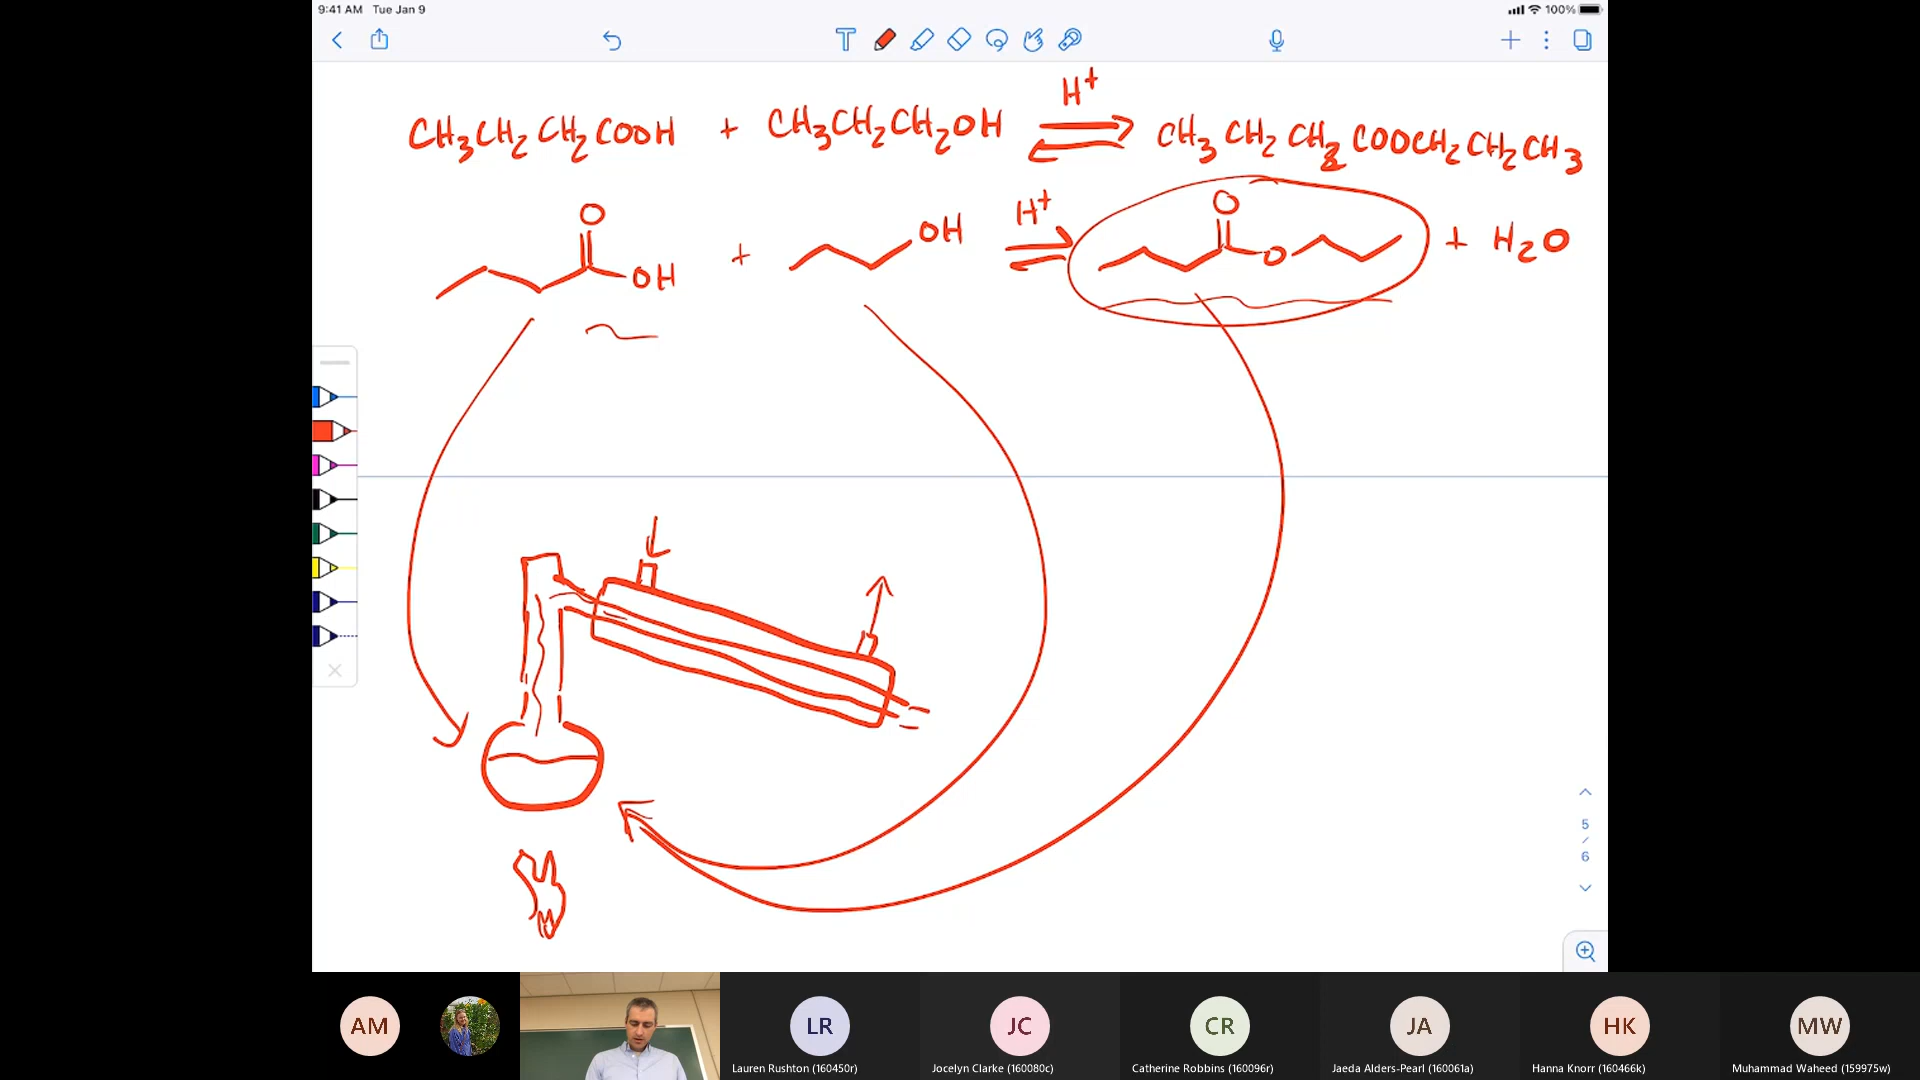 9:41 AM Tue Jan 9
100%
H+
CH3CH2CH2COOH + CH3CH2CH2OH ⇌ CH3CH2CH2COOCH2CH2CH3
O
OH + OH H+ ⇌ O O + H2O
5
6
AM LR JC CR JA HK MW
Lauren Rushton (160450r) Jocelyn Clarke (160080c) Catherine Robbins (160096r) Jaeda Alders-Pearl (160061a) Hanna Knorr (160466k) Muhammad Waheed (159975w)